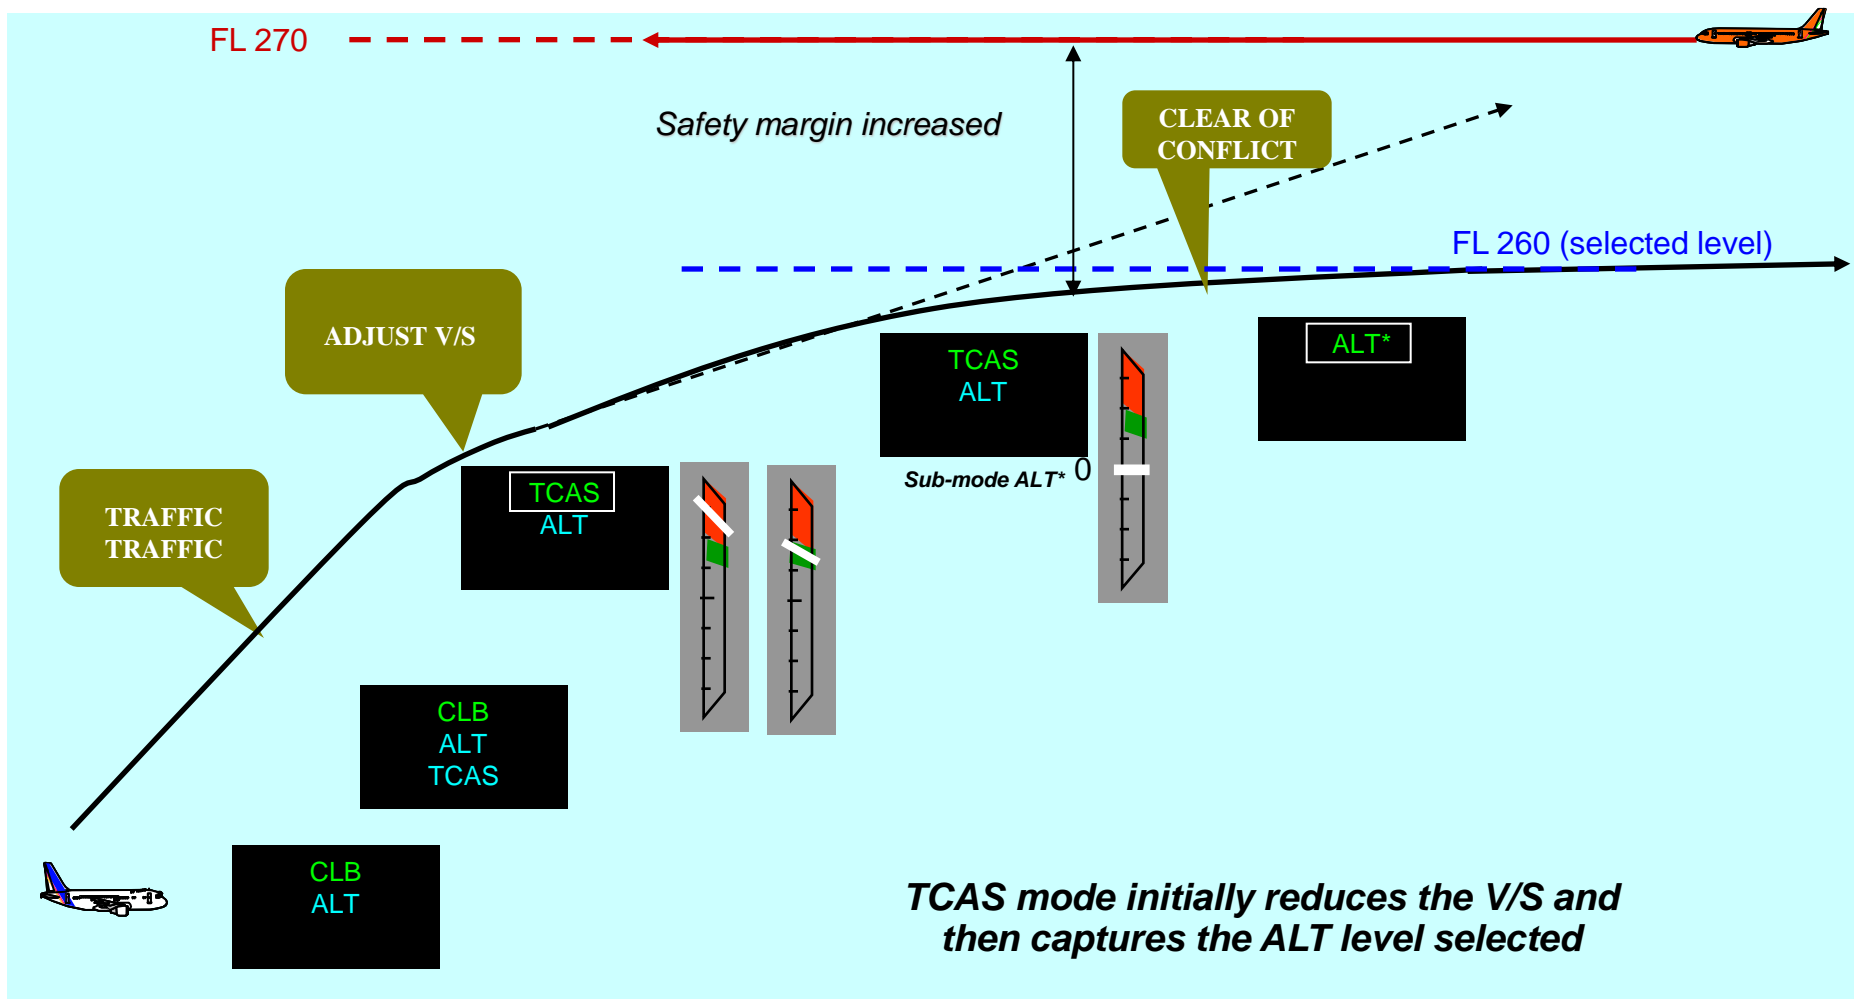 FL 270
Safety margin increased
CLEAR OF
CONFLICT
FL 260 (selected level)
ADJUST V/S
TCAS
ALT
ALT*
Sub-mode ALT*
0
TRAFFIC
TRAFFIC
TCAS
ALT
CLB
ALT
TCAS
CLB
ALT
TCAS mode initially reduces the V/S and
then captures the ALT level selected